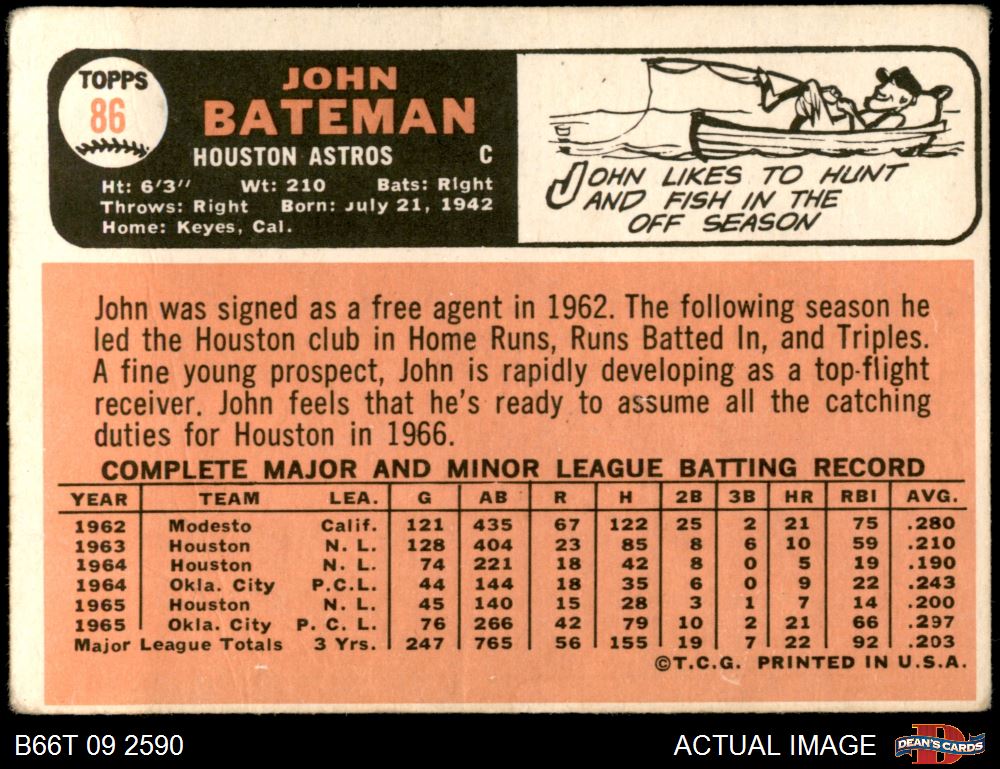 TOPPS
86
JOHN
BATEMAN
HOUSTON ASTROS C
Ht: 6'3" Wt: 210 Bats: Right
Throws: Right Born: July 21, 1942
Home: Keyes, Cal.
JOHN LIKES TO HUNT
AND FISH IN THE
OFF SEASON
John was signed as a free agent in 1962. The following season he
led the Houston club in Home Runs, Runs Batted In, and Triples.
A fine young prospect, John is rapidly developing as a top-flight
receiver. John feels that he's ready to assume all the catching
duties for Houston in 1966.
COMPLETE MAJOR AND MINOR LEAGUE BATTING RECORD
YEAR TEAM LEA. G AB R H 2B 3B HR RBI AVG.
1962 Modesto Calif. 121 435 67 122 25 2 21 75 .280
1963 Houston N. L. 128 404 23 85 8 6 10 59 .210
1964 Houston N. L. 74 221 18 42 8 0 5 19 .190
1964 Okla. City P.C.L. 44 144 18 35 6 0 9 22 .243
1965 Houston N. L. 45 140 15 28 3 1 7 14 .200
1965 Okla. City P. C. L. 76 266 42 79 10 2 21 66 .297
Major League Totals 3 Yrs. 247 765 56 155 19 7 22 92 .203
©T.C.G. PRINTED IN U.S.A.
B66T 09 2590
ACTUAL IMAGE
D
DEAN'S CARDS